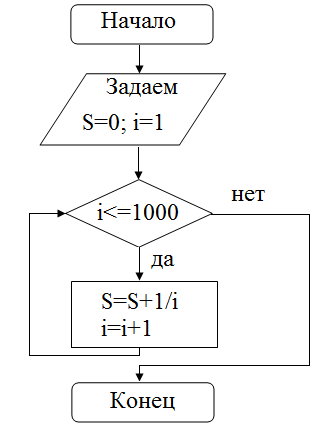 Начало
Задаем
S=0; i=1
i<=1000
нет
да
S=S+1/i
i=i+1
Конец